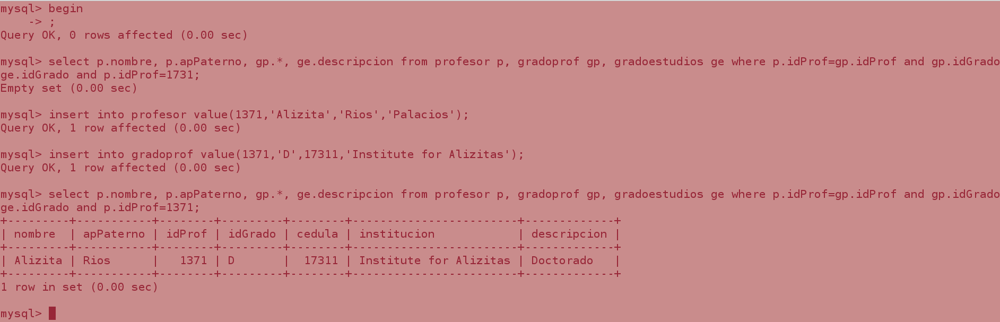 mysql> begin
    -> ;
Query OK, 0 rows affected (0.00 sec)

mysql> select p.nombre, p.apPaterno, gp.*, ge.descripcion from profesor p, gradoprof gp, gradoestudios ge where p.idProf=gp.idProf and gp.idGrado
ge.idGrado and p.idProf=1731;
Empty set (0.00 sec)

mysql> insert into profesor value(1371,'Alizita','Rios','Palacios');
Query OK, 1 row affected (0.00 sec)

mysql> insert into gradoprof value(1371,'D',17311,'Institute for Alizitas');
Query OK, 1 row affected (0.00 sec)

mysql> select p.nombre, p.apPaterno, gp.*, ge.descripcion from profesor p, gradoprof gp, gradoestudios ge where p.idProf=gp.idProf and gp.idGrado
ge.idGrado and p.idProf=1371;
+---------+-----------+--------+---------+--------+------------------------+-------------+
| nombre  | apPaterno | idProf | idGrado | cedula | institucion            | descripcion |
+---------+-----------+--------+---------+--------+------------------------+-------------+
| Alizita | Rios      |   1371 | D       |  17311 | Institute for Alizitas | Doctorado   |
+---------+-----------+--------+---------+--------+------------------------+-------------+
1 row in set (0.00 sec)

mysql>